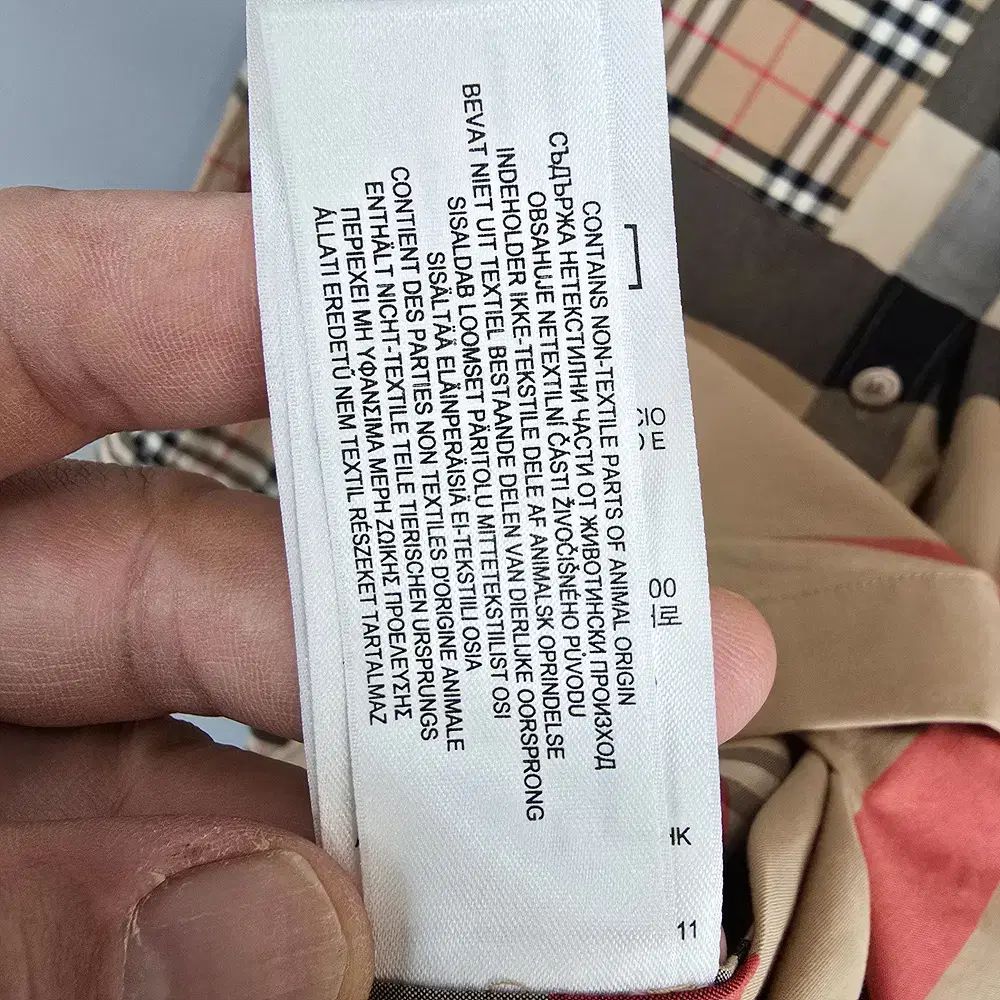 CONTAINS NON-TEXTILE PARTS OF ANIMAL ORIGIN
СЪДЪРЖА НЕТЕКСТИЛНИ ЧАСТИ ОТ ЖИВОТИНСКИ ПРОИЗХОД
OBSAHUJE NETEXTILNÍ ČÁSTI ŽIVOČIŠNÉHO PŮVODU
INDEHOLDER IKKE-TEKSTILE DELE AF ANIMALSK OPRINDELSE
BEVAT NIET UIT TEXTIEL BESTAANDE DELEN VAN DIERLIJKE OORSPRONG
SISALDAB LOOMSET PÄRITOLU MITTETEKSTIILIST OSI
SISÄLTÄÄ ELÄINPERÄISIÄ EI-TEKSTIILI OSIA
CONTIENT DES PARTIES NON TEXTILES D'ORIGINE ANIMALE
ENTHÄLT NICHT-TEXTILE TEILE TIERISCHEN URSPRUNGS
ΠΕΡΙΕΧΕΙ ΜΗ ΥΦΑΝΣΙΜΑ ΜΕΡΗ ΖΩΙΚΗΣ ΠΡΟΕΛΕΥΣΗΣ
ÁLLATI EREDETŰ NEM TEXTIL RÉSZEKET TARTALMAZ
11